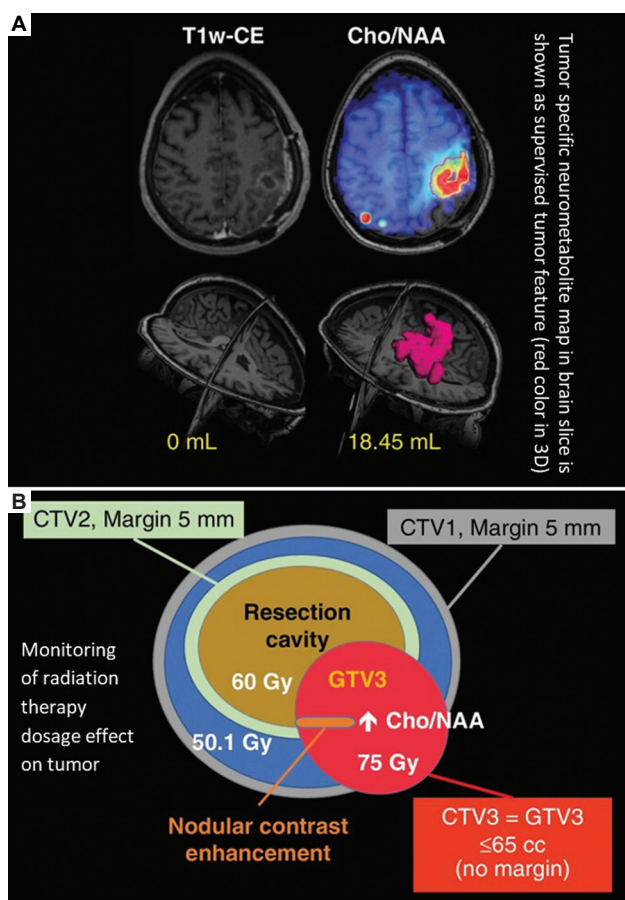 A
T1w-CE
Cho/NAA
Tumor specific neurometabolite map in brain slice is
shown as supervised tumor feature (red color in 3D)
0 mL
18.45 mL
B
CTV2, Margin 5 mm
CTV1, Margin 5 mm
Resection
cavity
Monitoring
of radiation
therapy
dosage effect
on tumor
60 Gy
GTV3
↑ Cho/NAA
50.1 Gy
75 Gy
Nodular contrast
enhancement
CTV3 = GTV3
≤65 cc
(no margin)